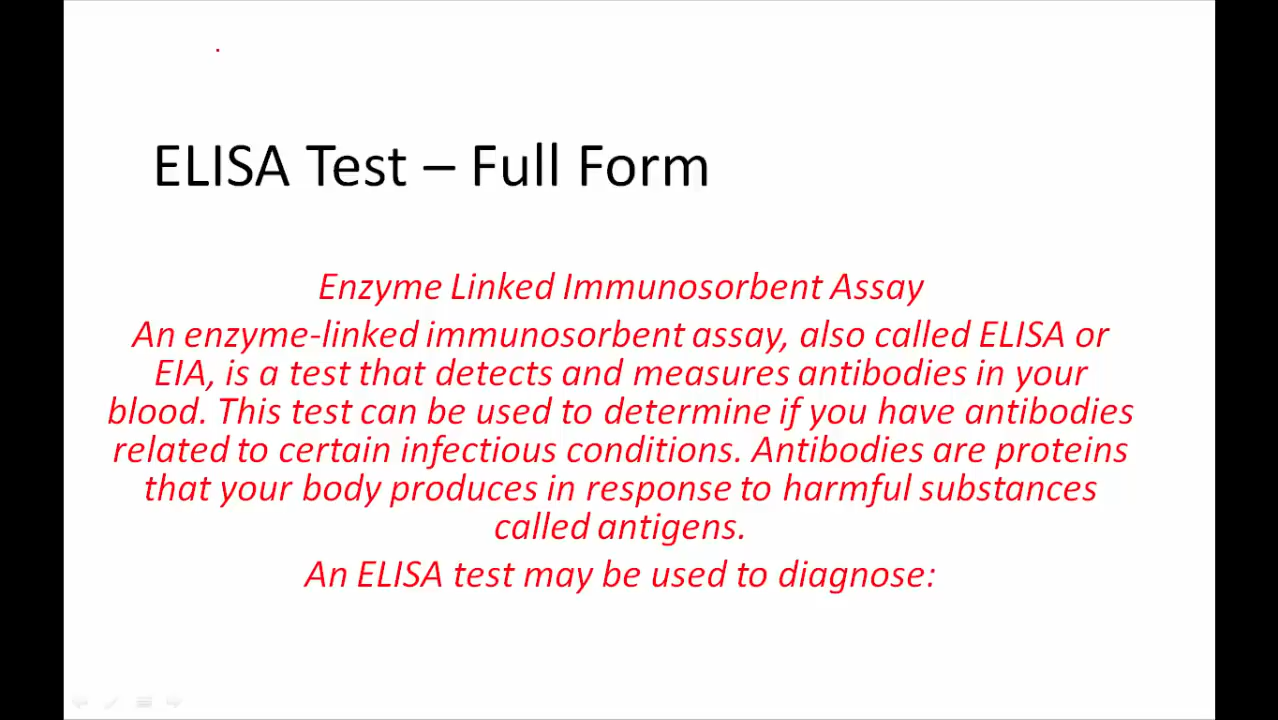 ELISA Test – Full Form
Enzyme Linked Immunosorbent Assay
An enzyme-linked immunosorbent assay, also called ELISA or
EIA, is a test that detects and measures antibodies in your
blood. This test can be used to determine if you have antibodies
related to certain infectious conditions. Antibodies are proteins
that your body produces in response to harmful substances
called antigens.
An ELISA test may be used to diagnose: